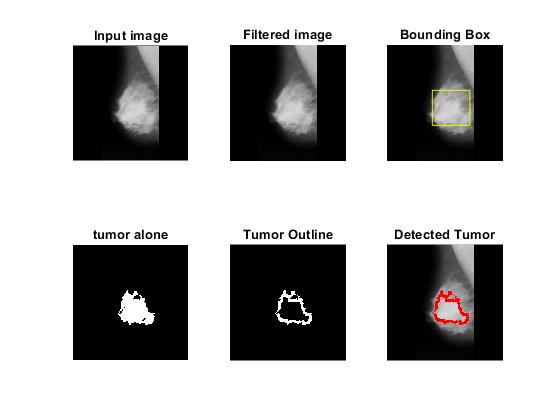 Input image
Filtered image
Bounding Box
tumor alone
Tumor Outline
Detected Tumor